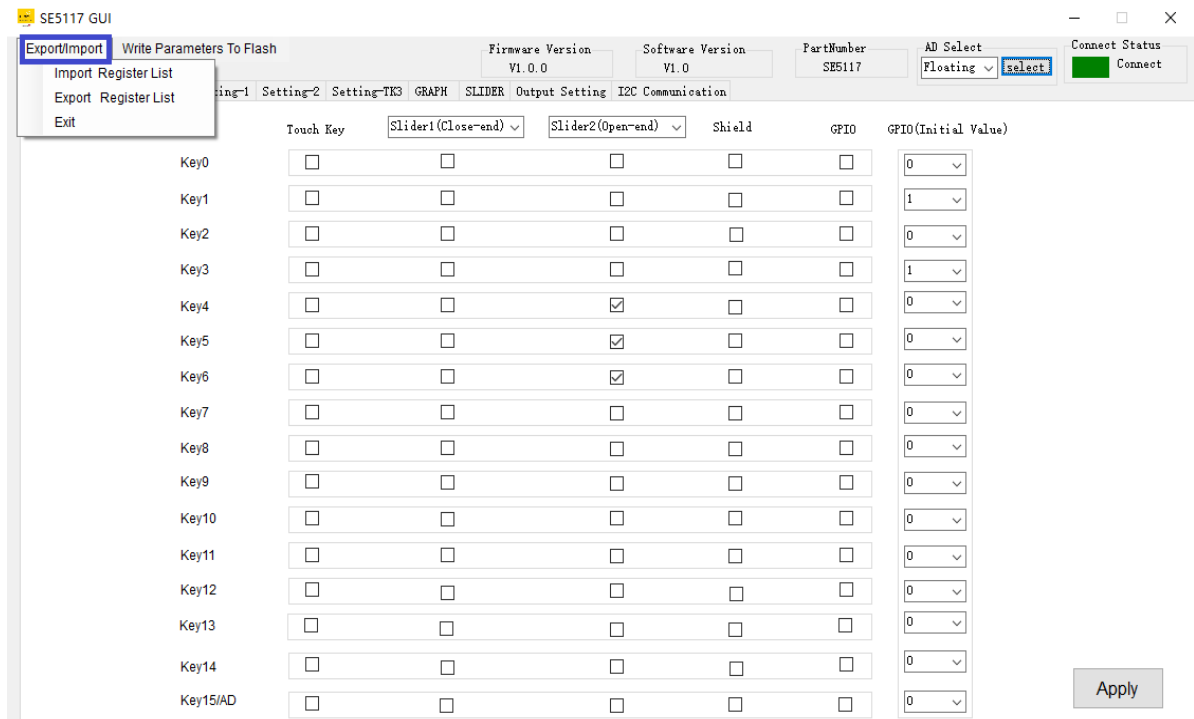 SE5117 GUI
Export/Import Write Parameters To Flash
Import Register List
Export Register List
Exit
Firmware Version
V1.0.0
Software Version
V1.0
PartNumber
SE5117
AD Select
Floating select
Connect Status
Connect
Setting-2 Setting-TK3 GRAPH SLIDER Output Setting I2C Communication
Touch Key Slider1(Close-end) Slider2(Open-end) Shield GPIO GPIO(Initial Value)
Key0 0
Key1 1
Key2 0
Key3 1
Key4 0
Key5 0
Key6 0
Key7 0
Key8 0
Key9 0
Key10 0
Key11 0
Key12 0
Key13 0
Key14 0
Key15/AD 0
Apply